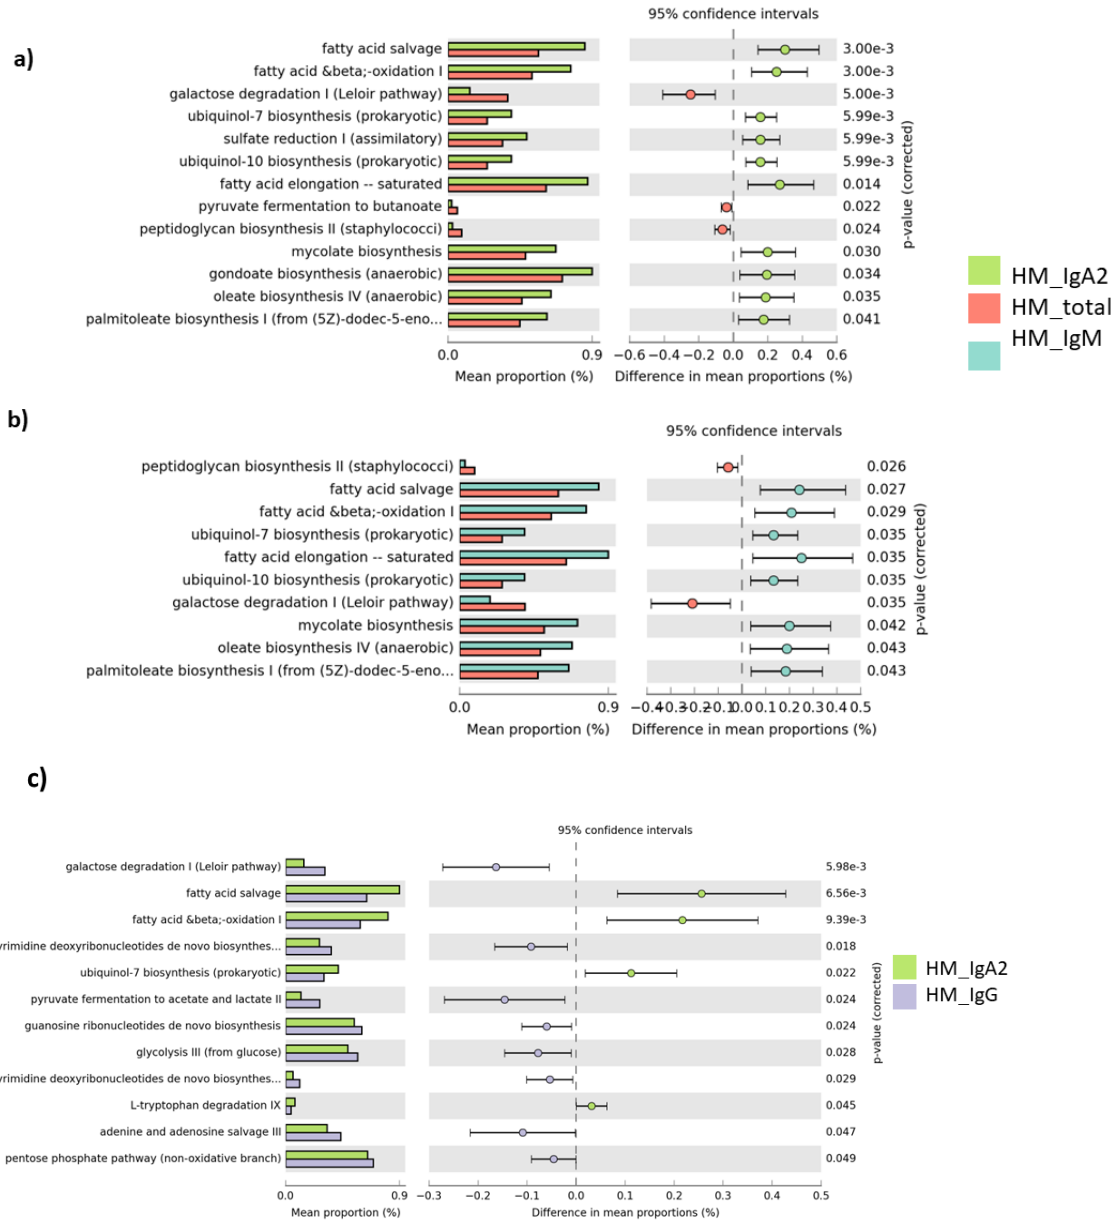 a)
95% confidence intervals
fatty acid salvage 3.00e-3
fatty acid &beta;-oxidation I 3.00e-3
galactose degradation I (Leloir pathway) 5.00e-3
ubiquinol-7 biosynthesis (prokaryotic) 5.99e-3
sulfate reduction I (assimilatory) 5.99e-3
ubiquinol-10 biosynthesis (prokaryotic) 5.99e-3
fatty acid elongation -- saturated 0.014
pyruvate fermentation to butanoate 0.022
peptidoglycan biosynthesis II (staphylococci) 0.024
mycolate biosynthesis 0.030
gondoate biosynthesis (anaerobic) 0.034
oleate biosynthesis IV (anaerobic) 0.035
palmitoleate biosynthesis I (from (5Z)-dodec-5-eno... 0.041
p-value (corrected)
0.0 0.9 −0.6 −0.4 −0.2 0.0 0.2 0.4 0.6
Mean proportion (%) Difference in mean proportions (%)
HM_IgA2
HM_total
HM_IgM
b)
95% confidence intervals
peptidoglycan biosynthesis II (staphylococci) 0.026
fatty acid salvage 0.027
fatty acid &beta;-oxidation I 0.029
ubiquinol-7 biosynthesis (prokaryotic) 0.035
fatty acid elongation -- saturated 0.035
ubiquinol-10 biosynthesis (prokaryotic) 0.035
galactose degradation I (Leloir pathway) 0.035
mycolate biosynthesis 0.042
oleate biosynthesis IV (anaerobic) 0.043
palmitoleate biosynthesis I (from (5Z)-dodec-5-eno... 0.043
p-value (corrected)
0.0 0.9 −0.4 −0.3 −0.2 −0.1 0.0 0.1 0.2 0.3 0.4 0.5
Mean proportion (%) Difference in mean proportions (%)
c)
95% confidence intervals
galactose degradation I (Leloir pathway) 5.98e-3
fatty acid salvage 6.56e-3
fatty acid &beta;-oxidation I 9.39e-3
yrimidine deoxyribonucleotides de novo biosynthes... 0.018
ubiquinol-7 biosynthesis (prokaryotic) 0.022
pyruvate fermentation to acetate and lactate II 0.024
guanosine ribonucleotides de novo biosynthesis 0.024
glycolysis III (from glucose) 0.028
yrimidine deoxyribonucleotides de novo biosynthes... 0.029
L-tryptophan degradation IX 0.045
adenine and adenosine salvage III 0.047
pentose phosphate pathway (non-oxidative branch) 0.049
p-value (corrected)
0.0 0.9 −0.3 −0.2 −0.1 0.0 0.1 0.2 0.3 0.4 0.5
Mean proportion (%) Difference in mean proportions (%)
HM_IgA2
HM_IgG